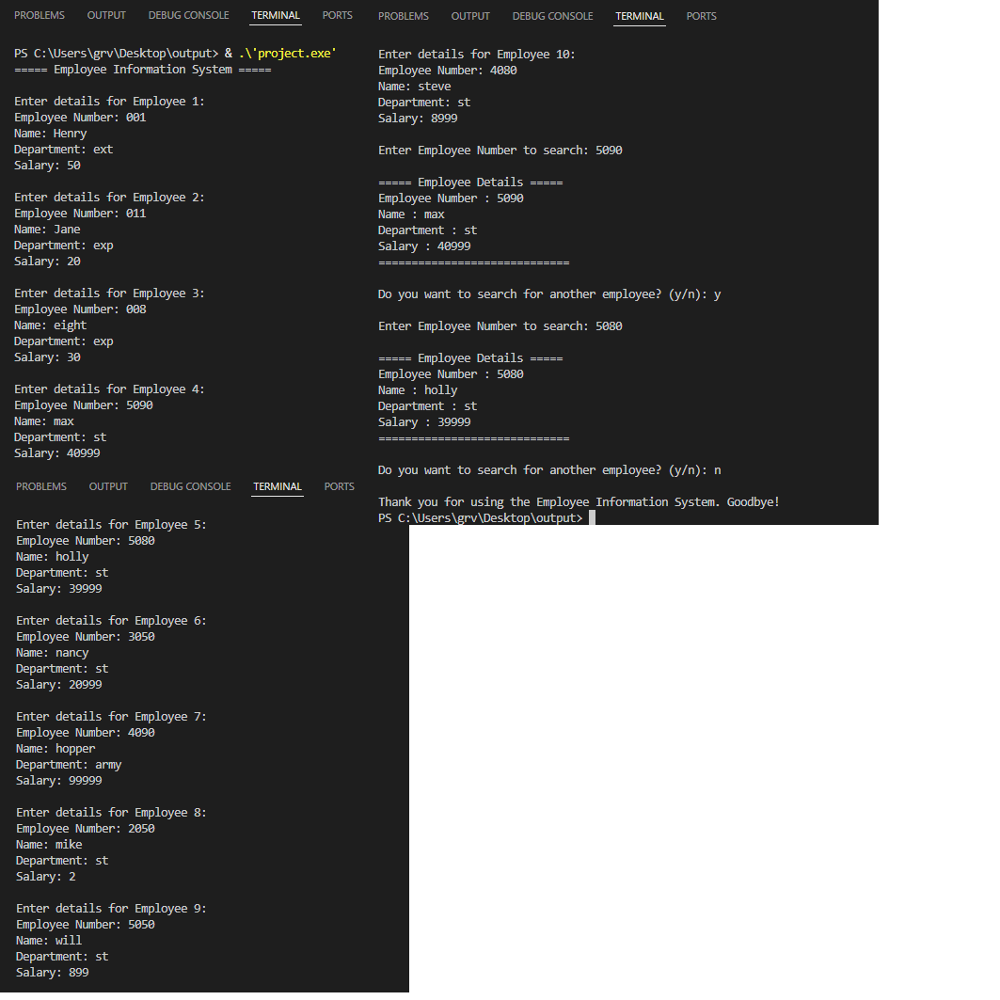 PROBLEMS OUTPUT DEBUG CONSOLE TERMINAL PORTS
PS C:\Users\grv\Desktop\output> & .\'project.exe'
===== Employee Information System =====
Enter details for Employee 1:
Employee Number: 001
Name: Henry
Department: ext
Salary: 50
Enter details for Employee 2:
Employee Number: 011
Name: Jane
Department: exp
Salary: 20
Enter details for Employee 3:
Employee Number: 008
Name: eight
Department: exp
Salary: 30
Enter details for Employee 4:
Employee Number: 5090
Name: max
Department: st
Salary: 40999
PROBLEMS OUTPUT DEBUG CONSOLE TERMINAL PORTS
Enter details for Employee 5:
Employee Number: 5080
Name: holly
Department: st
Salary: 39999
Enter details for Employee 6:
Employee Number: 3050
Name: nancy
Department: st
Salary: 20999
Enter details for Employee 7:
Employee Number: 4090
Name: hopper
Department: army
Salary: 99999
Enter details for Employee 8:
Employee Number: 2050
Name: mike
Department: st
Salary: 2
Enter details for Employee 9:
Employee Number: 5050
Name: will
Department: st
Salary: 899
PROBLEMS OUTPUT DEBUG CONSOLE TERMINAL PORTS
Enter details for Employee 10:
Employee Number: 4080
Name: steve
Department: st
Salary: 8999
Enter Employee Number to search: 5090
===== Employee Details =====
Employee Number : 5090
Name : max
Department : st
Salary : 40999
=============================
Do you want to search for another employee? (y/n): y
Enter Employee Number to search: 5080
===== Employee Details =====
Employee Number : 5080
Name : holly
Department : st
Salary : 39999
=============================
Do you want to search for another employee? (y/n): n
Thank you for using the Employee Information System. Goodbye!
PS C:\Users\grv\Desktop\output>